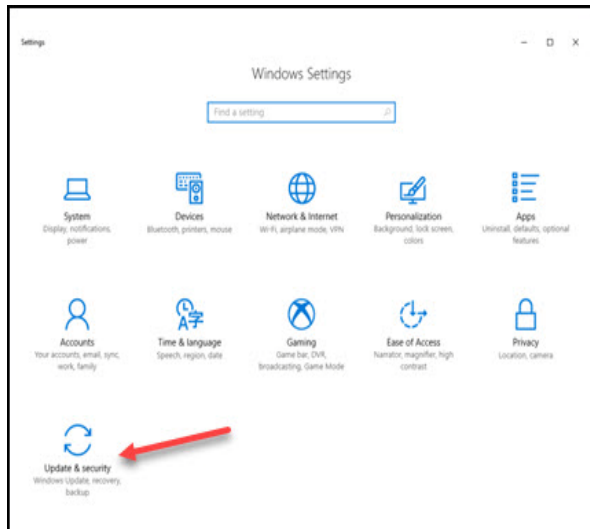 Settings
Windows Settings
Find a setting
System
Display, notifications,
power
Devices
Bluetooth, printers, mouse
Network & Internet
Wi-Fi, airplane mode, VPN
Personalization
Background, lock screen,
colors
Apps
Uninstall, defaults, optional
features
Accounts
Your accounts, email, sync,
work, family
Time & language
Speech, region, date
Gaming
Game bar, DVR,
broadcasting, Game Mode
Ease of Access
Narrator, magnifier, high
contrast
Privacy
Location, camera
Update & security
Windows Update, recovery,
backup